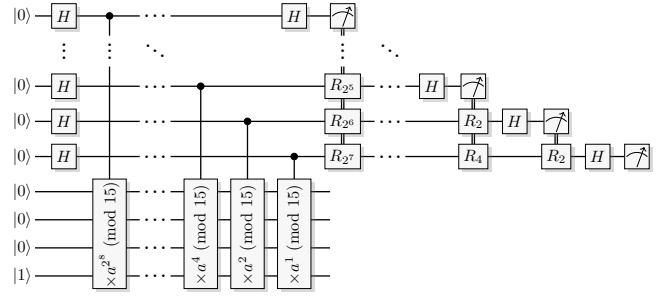 |0⟩ H ··· H
⋮ ⋮ ⋱ ⋮ ⋱
|0⟩ H ··· R_{2^5} ··· H
|0⟩ H ··· R_{2^6} ··· R_2 H
|0⟩ H ··· R_{2^7} ··· R_4 R_2 H
|0⟩ ···
|0⟩ ···
|0⟩ ···
|1⟩ ···
×a^{2^8} (mod 15)
×a^4 (mod 15)
×a^2 (mod 15)
×a^1 (mod 15)